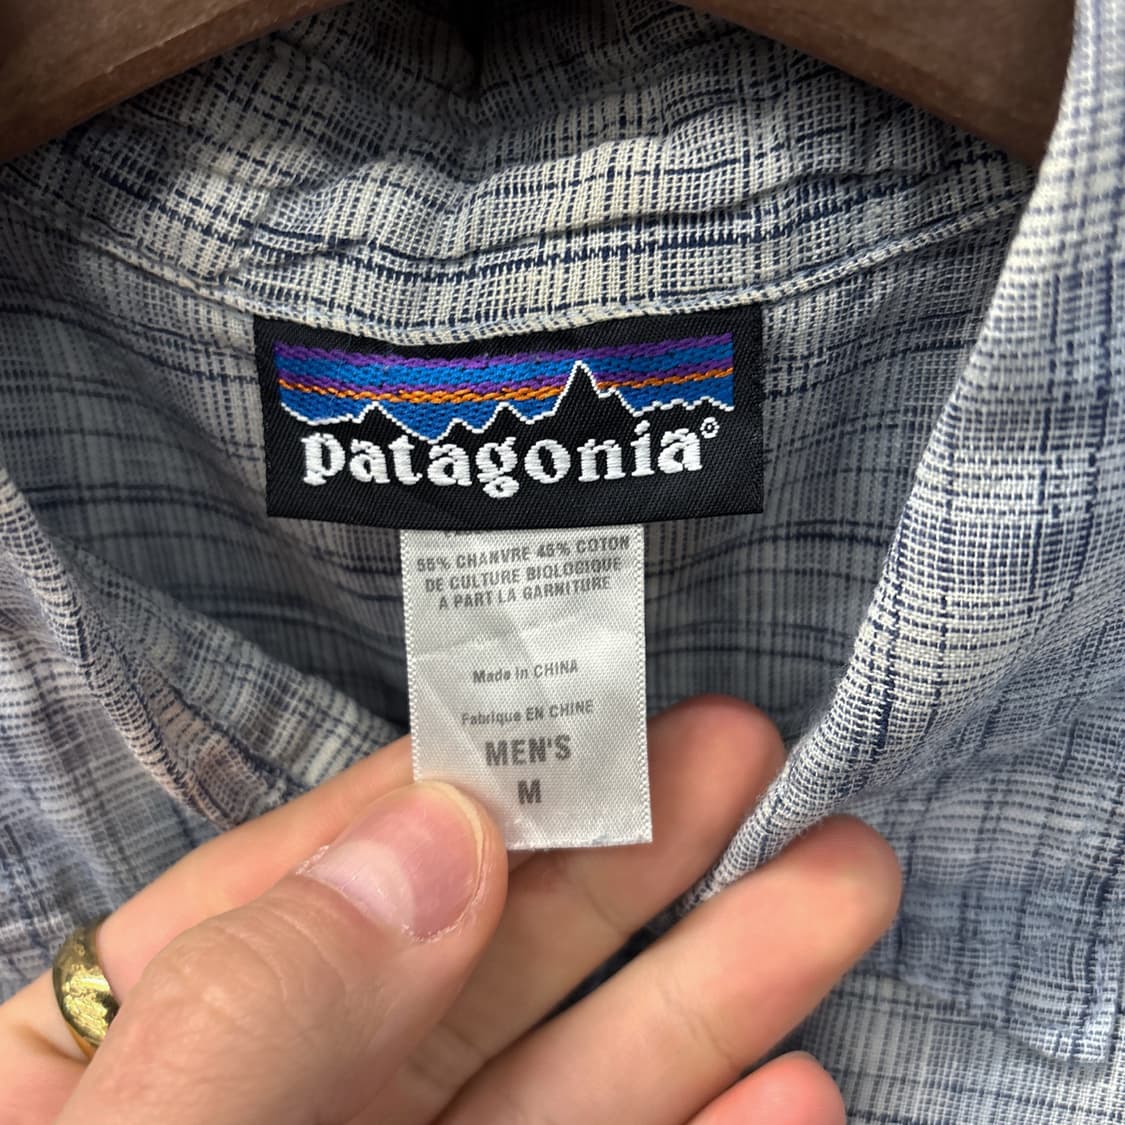 patagonia®
55% CHANVRE 45% COTON
DE CULTURE BIOLOGIQUE
A PART LA GARNITURE
Made in CHINA
Fabriqué EN CHINE
MEN'S
M